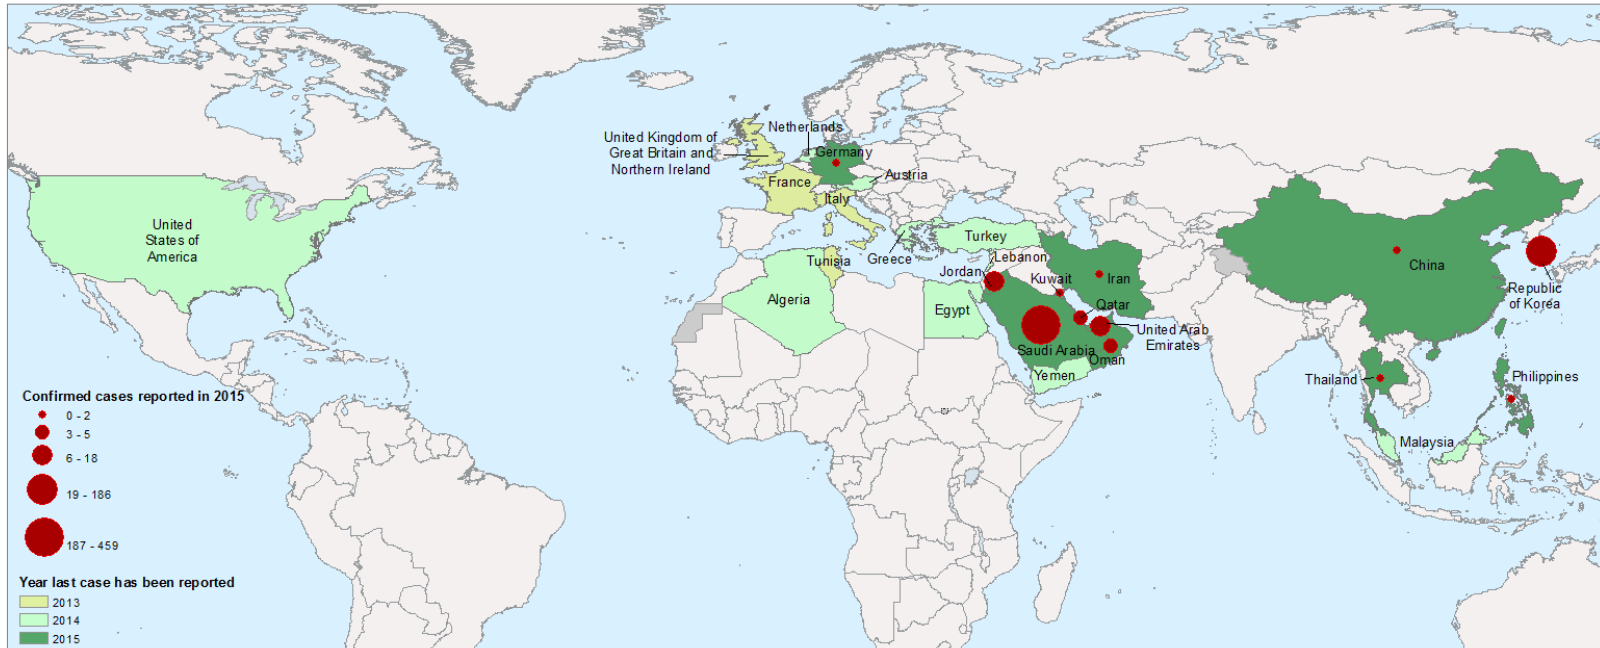 Netherlands
United Kingdom of
Great Britain and
Northern Ireland
Germany
Austria
France
Italy
United
States of
America
Turkey
Greece
Tunisia
Lebanon
Jordan
Kuwait
Iran
China
Algeria
Egypt
Qatar
Republic
of Korea
United Arab
Emirates
Saudi Arabia
Oman
Yemen
Thailand
Philippines
Malaysia
Confirmed cases reported in 2015
0 - 2
3 - 5
6 - 18
19 - 186
187 - 459
Year last case has been reported
2013
2014
2015